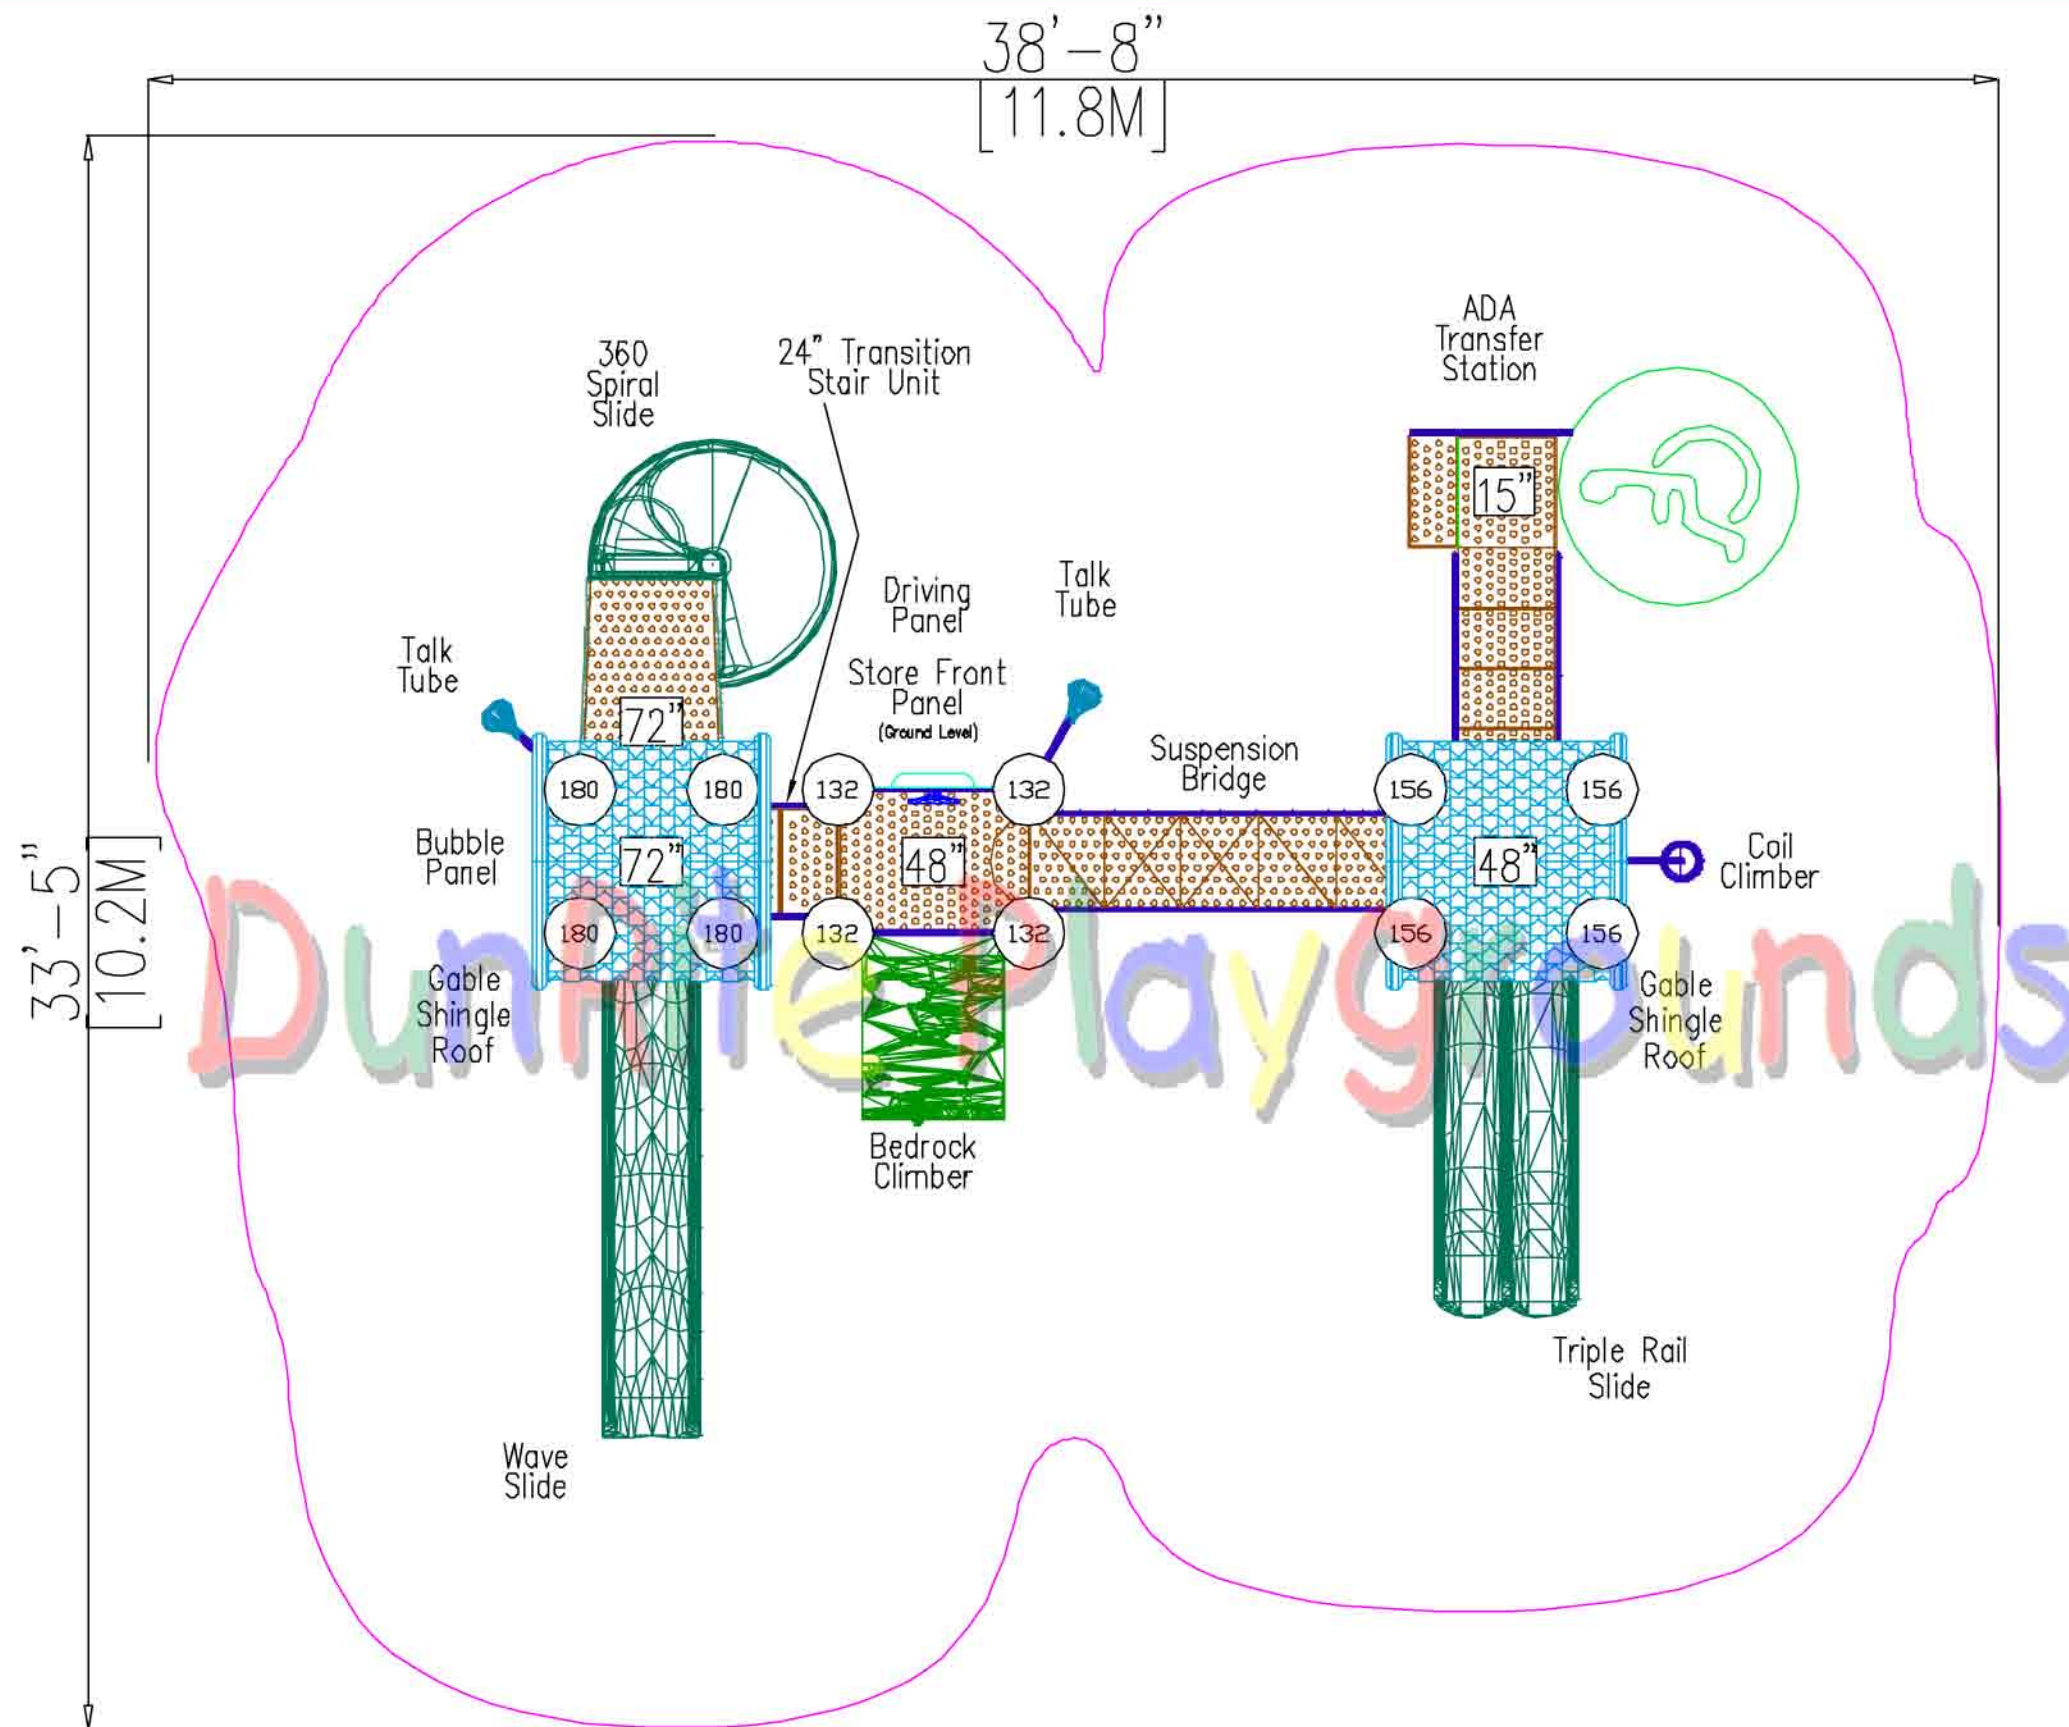 38'-8"
[11.8M]
33'-5"
[10.2M]
ADA
Transfer
Station
360
Spiral
Slide
24" Transition
Stair Unit
15"
Talk
Tube
Driving
Panel
Talk
Tube
Store Front
Panel
(Ground Level)
72"
Suspension
Bridge
180
180
132
132
156
156
Bubble
Panel
72"
48"
48"
Coil
Climber
180
180
132
132
156
156
DunRite Playgrounds
Gable
Shingle
Roof
Gable
Shingle
Roof
Bedrock
Climber
Triple Rail
Slide
Wave
Slide